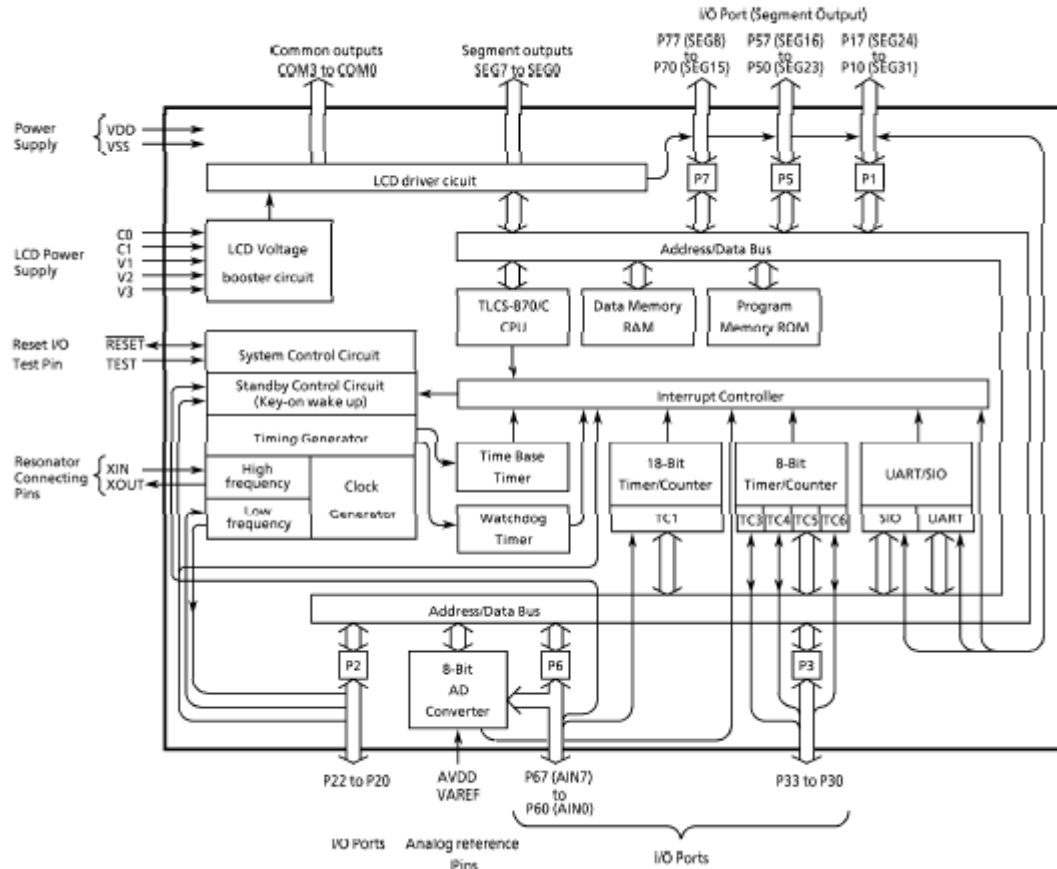 I/O Port (Segment Output)
Common outputs
COM3 to COM0
Segment outputs
SEG7 to SEG0
P77 (SEG8)
to
P70 (SEG15)
P57 (SEG16)
to
P50 (SEG23)
P17 (SEG24)
to
P10 (SEG31)
Power
Supply
VDD
VSS
LCD driver cicuit
P7
P5
P1
LCD Power
Supply
C0
C1
V1
V2
V3
LCD Voltage
booster circuit
Address/Data Bus
TLCS-870/C
CPU
Data Memory
RAM
Program
Memory ROM
Reset I/O
Test Pin
RESET
TEST
System Control Circuit
Standby Control Circuit
(Key-on wake up)
Interrupt Controller
Timing Generator
Resonator
Connecting
Pins
XIN
XOUT
High
frequency
Low
frequency
Clock
Generator
Time Base
Timer
Watchdog
Timer
18-Bit
Timer/Counter
TC1
8-Bit
Timer/Counter
TC3
TC4
TC5
TC6
UART/SIO
SIO
UART
Address/Data Bus
P2
8-Bit
AD
Converter
P6
P3
P22 to P20
AVDD
VAREF
P67 (AIN7)
to
P60 (AIN0)
P33 to P30
I/O Ports
Analog reference
Pins
I/O Ports